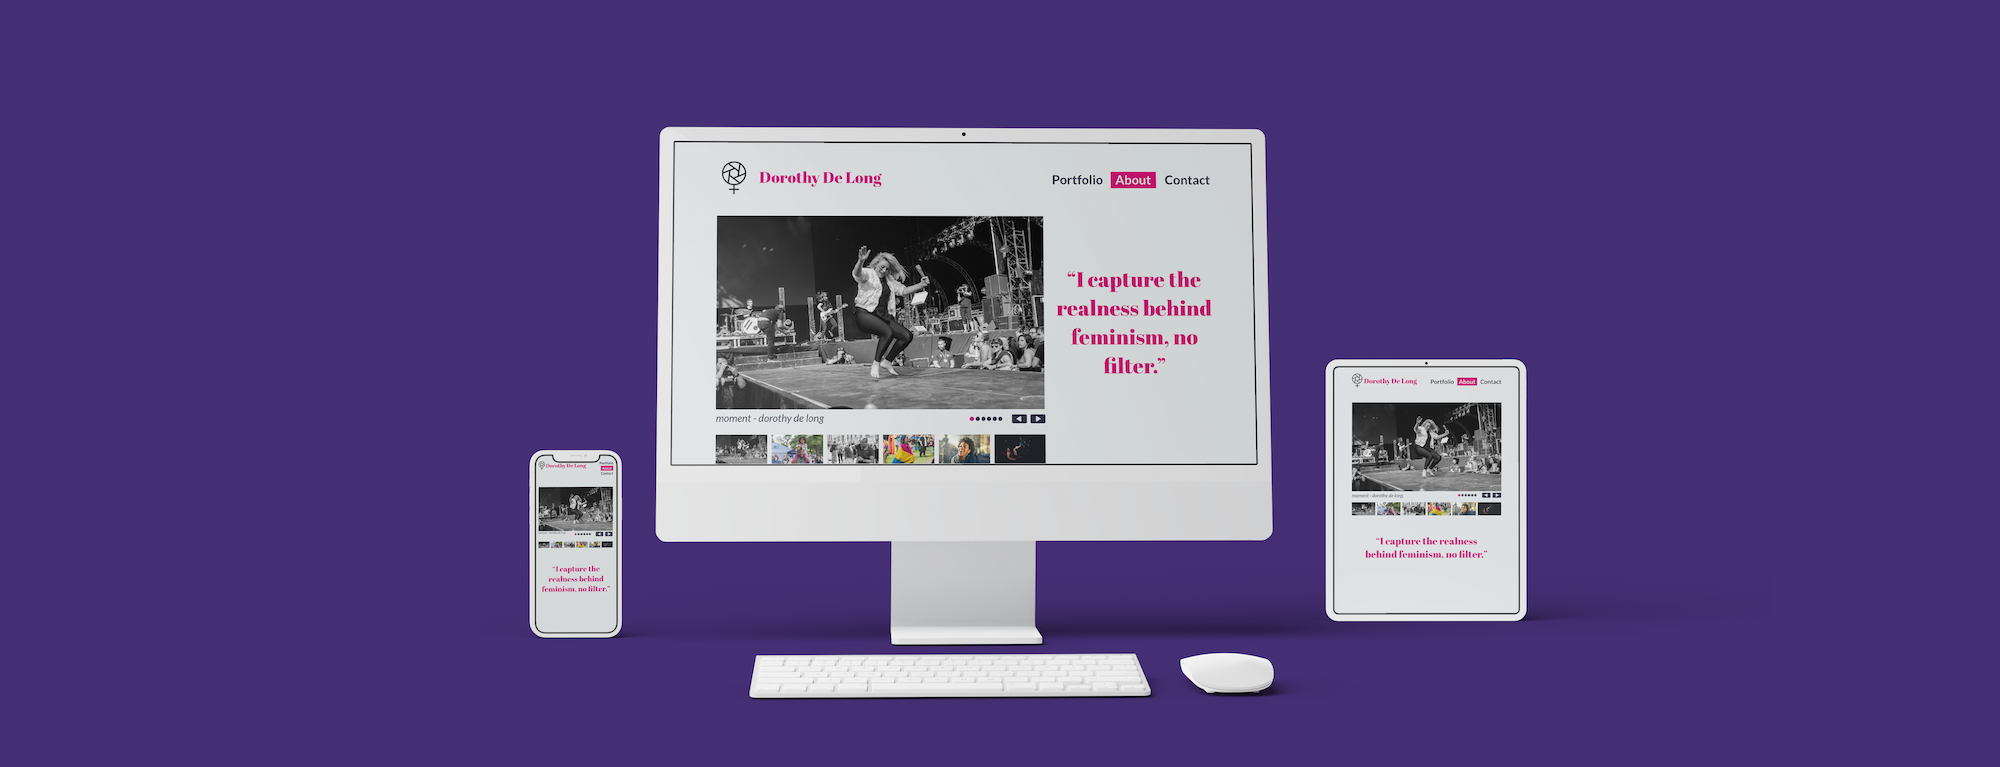 Dorothy De Long
Portfolio About Contact
“I capture the
realness behind
feminism, no
filter.”
moment - dorothy de long
Dorothy De Long
Portfolio
About
Contact
“I capture the
realness behind
feminism, no filter.”
Dorothy De Long
Portfolio About Contact
moment - dorothy de long
“I capture the realness
behind feminism, no filter.”